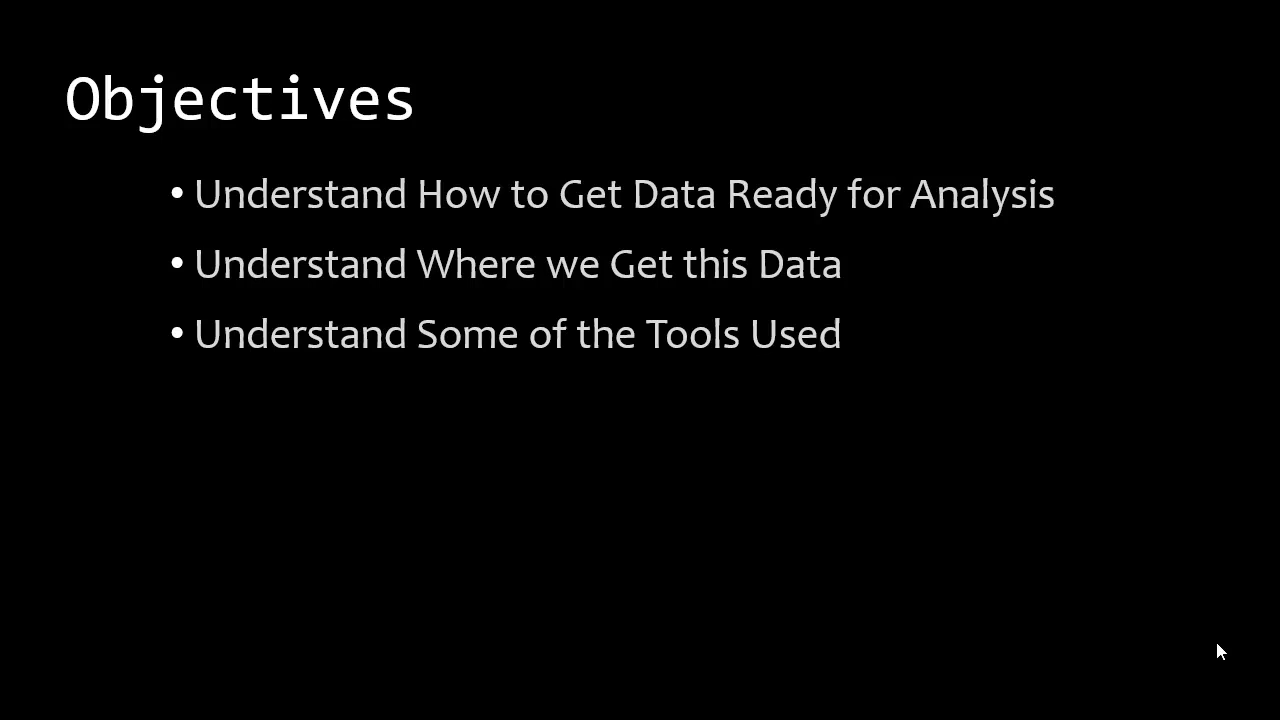 Objectives
• Understand How to Get Data Ready for Analysis
• Understand Where we Get this Data
• Understand Some of the Tools Used